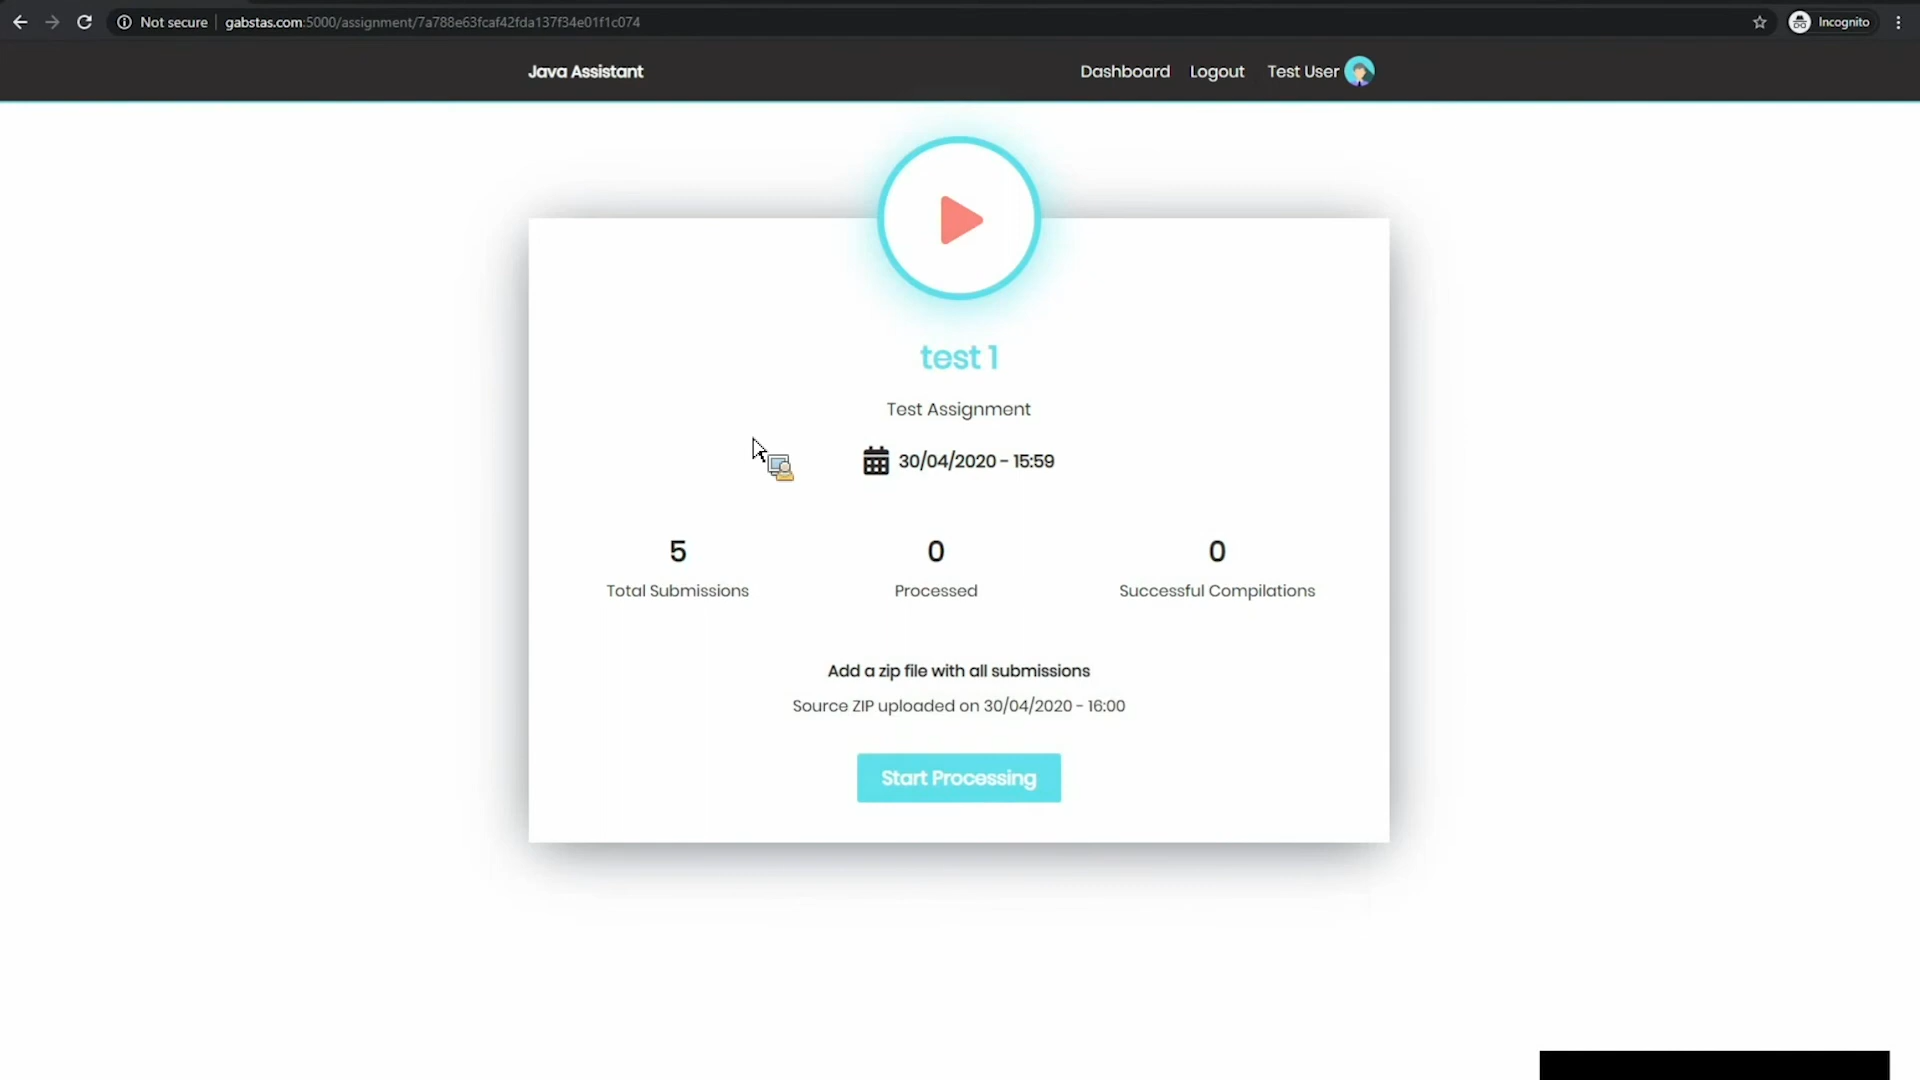 Not secure gabstas.com:5000/assignment/7a788e63fcaf42fda137f34e01f1c074 Incognito
Java Assistant Dashboard Logout Test User
test 1
Test Assignment
30/04/2020 - 15:59
5 0 0
Total Submissions Processed Successful Compilations
Add a zip file with all submissions
Source ZIP uploaded on 30/04/2020 - 16:00
Start Processing